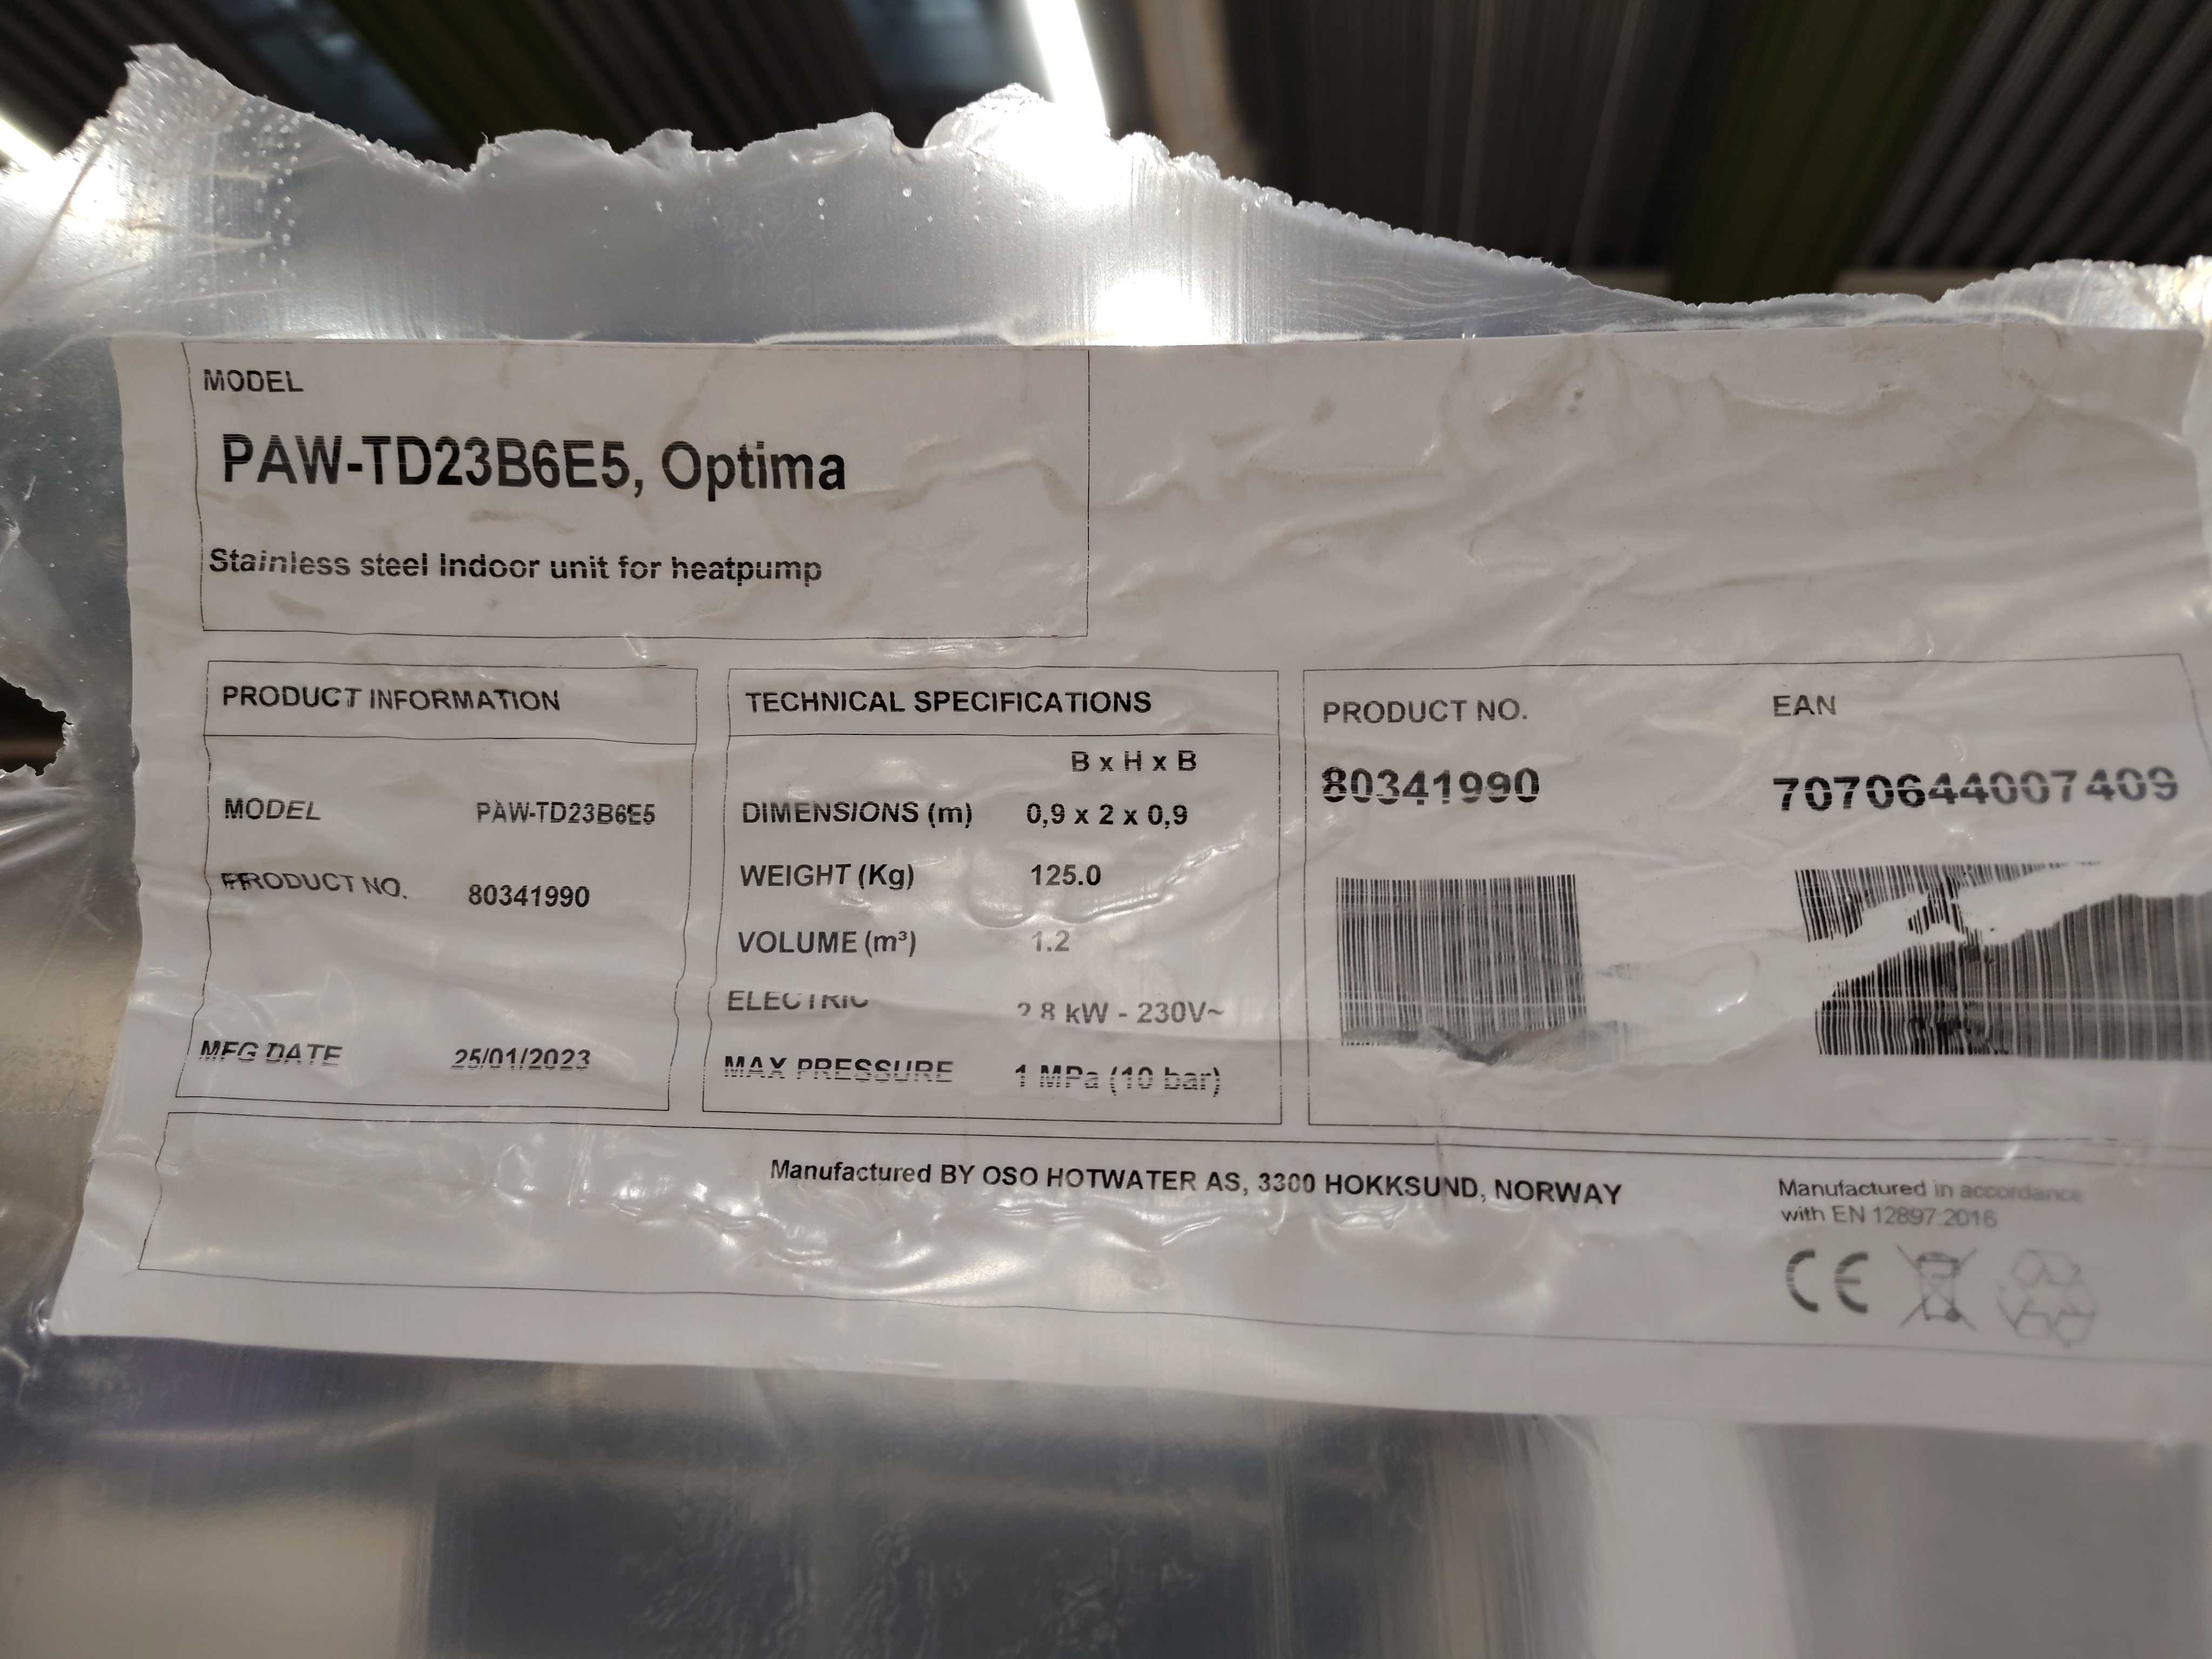 MODEL
PAW-TD23B6E5, Optima
Stainless steel Indoor unit for heatpump
PRODUCT INFORMATION
MODEL PAW-TD23B6E5
PRODUCT NO. 80341990
MFG DATE 25/01/2023
TECHNICAL SPECIFICATIONS
B x H x B
DIMENSIONS (m) 0,9 x 2 x 0,9
WEIGHT (Kg) 125.0
VOLUME (m³) 1.2
ELECTRIC 2.8 kW - 230V~
MAX PRESSURE 1 MPa (10 bar)
PRODUCT NO. EAN
80341990 7070644007409
Manufactured BY OSO HOTWATER AS, 3300 HOKKSUND, NORWAY
Manufactured in accordance
with EN 12897:2016
CE